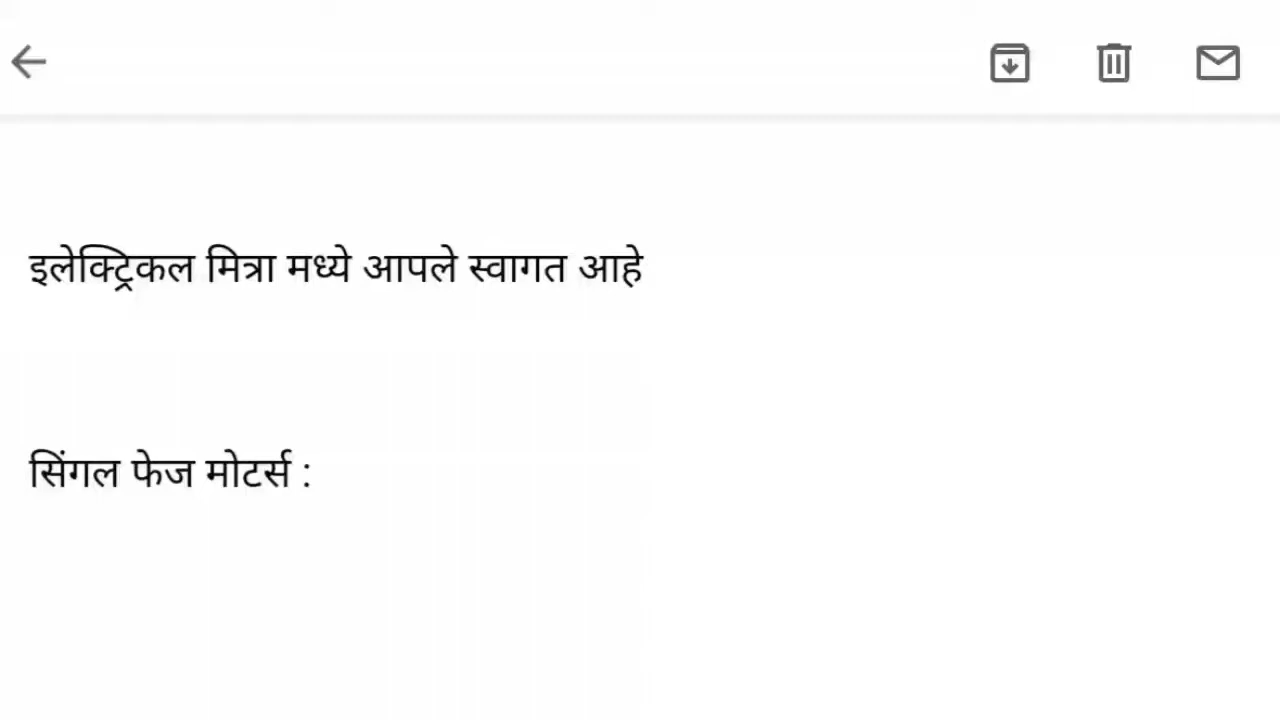 इलेक्ट्रिकल मित्रा मध्ये आपले स्वागत आहे
सिंगल फेज मोटर्स :